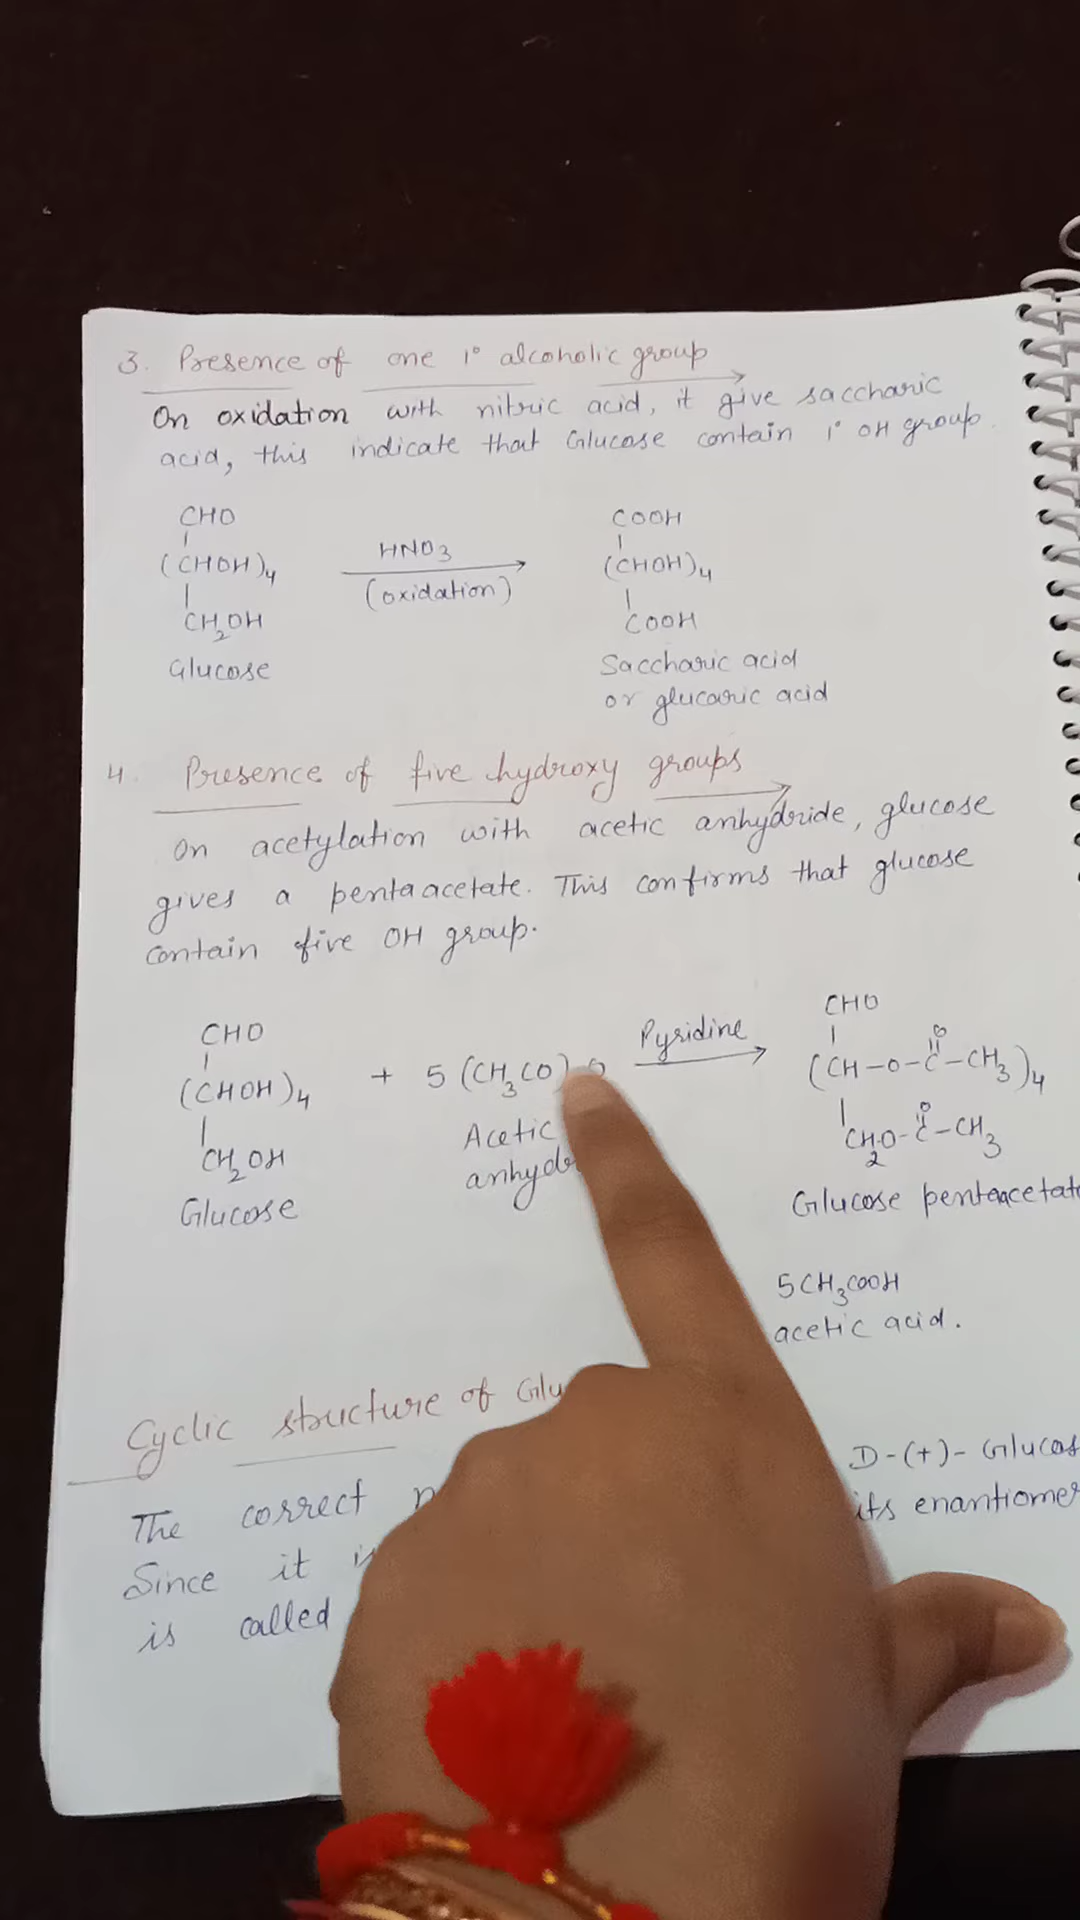 3. Presence of one 1° alcoholic group
On oxidation with nitric acid, it give saccharic
acid, this indicate that Glucose contain 1° OH group.
CHO
(CHOH)4
CH2OH
Glucose
HNO3
(oxidation)
COOH
(CHOH)4
COOH
Saccharic acid
or glucaric acid
4. Presence of five hydroxy groups
On acetylation with acetic anhydride, glucose
gives a pentaacetate. This confirms that glucose
contain five OH group.
CHO
(CHOH)4
CH2OH
Glucose
+ 5 (CH3CO)
Acetic
Pyridine
CHO
(CH-O-C-CH3)4
O
CH2O-C-CH3
O
Glucose
5CH3COOH
acetic acid.
Cyclic structure of
The correct
D-(+)-
Since it its
is called